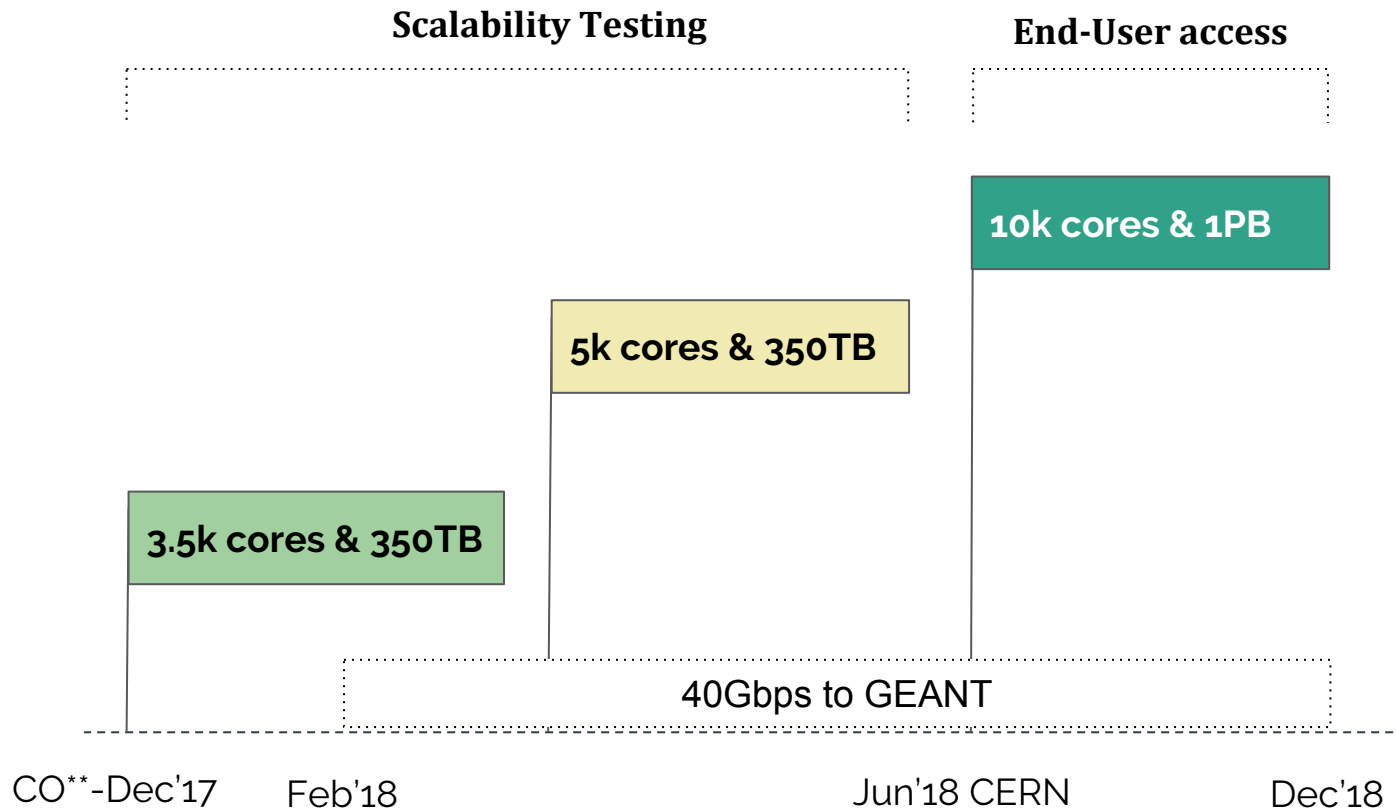 Scalability Testing
End-User access
10k cores & 1PB
5k cores & 350TB
3.5k cores & 350TB
40Gbps to GEANT
CO**-Dec'17
Feb'18
Jun'18 CERN
Dec'18